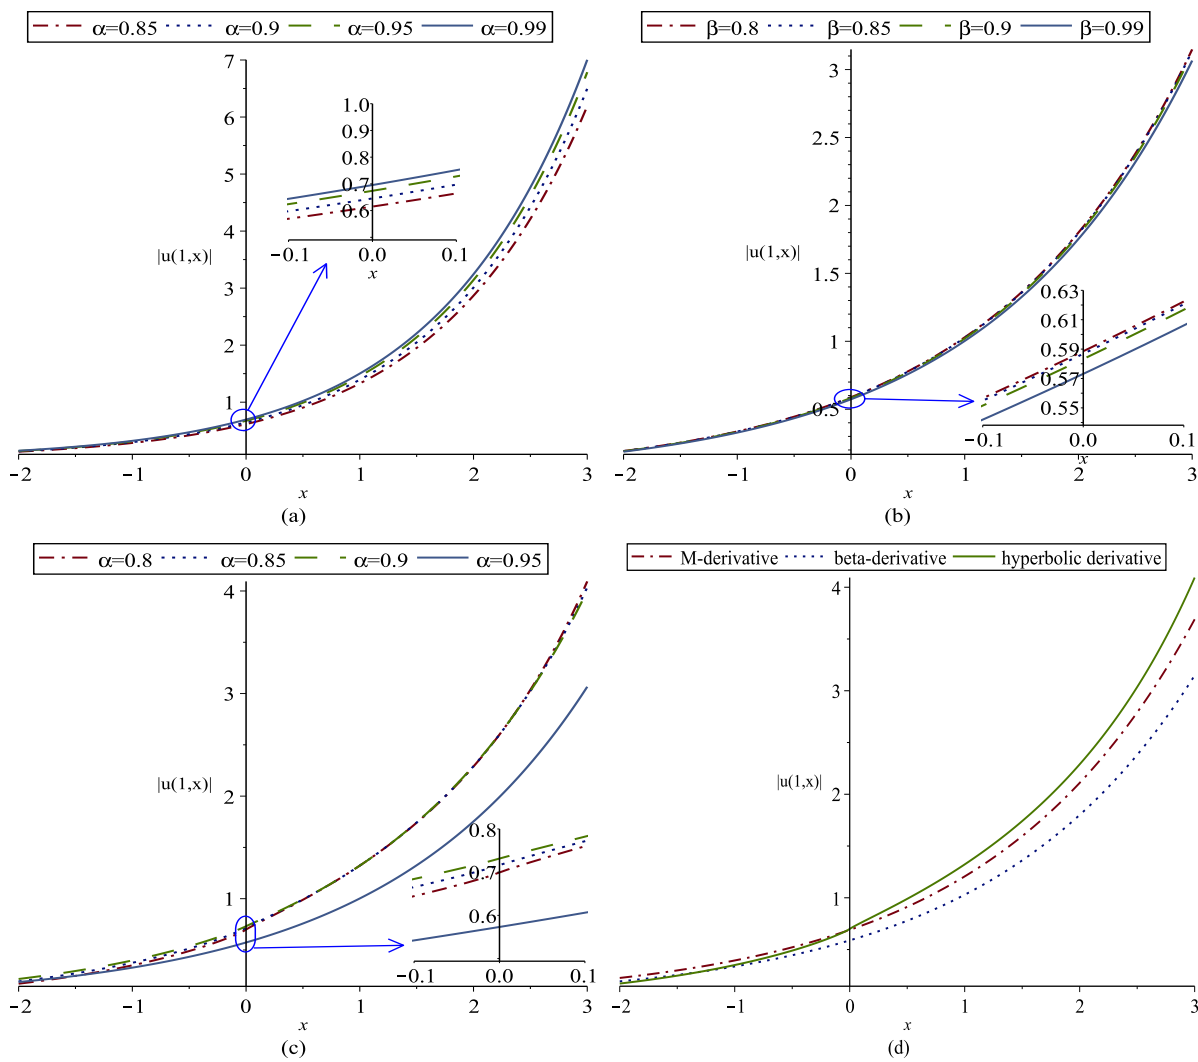 α=0.85 α=0.9 α=0.95 α=0.99
7
6
5
4
3
2
1
|u(1,x)|
1.0
0.9
0.8
0.7
0.6
−0.1 0.0 0.1
x
−2 −1 0 1 2 3
x
(a)
β=0.8 β=0.85 β=0.9 β=0.99
3
2.5
2
1.5
1
0.5
|u(1,x)|
0.63
0.61
0.59
0.57
0.55
−0.1 0.0 0.1
x
−2 −1 0 1 2 3
x
(b)
α=0.8 α=0.85 α=0.9 α=0.95
4
3
2
1
|u(1,x)|
0.8
0.7
0.6
−0.1 0.0 0.1
−2 −1 0 1 2 3
x
(c)
M-derivative beta-derivative hyperbolic derivative
4
3
2
1
|u(1,x)|
−2 −1 0 1 2 3
x
(d)